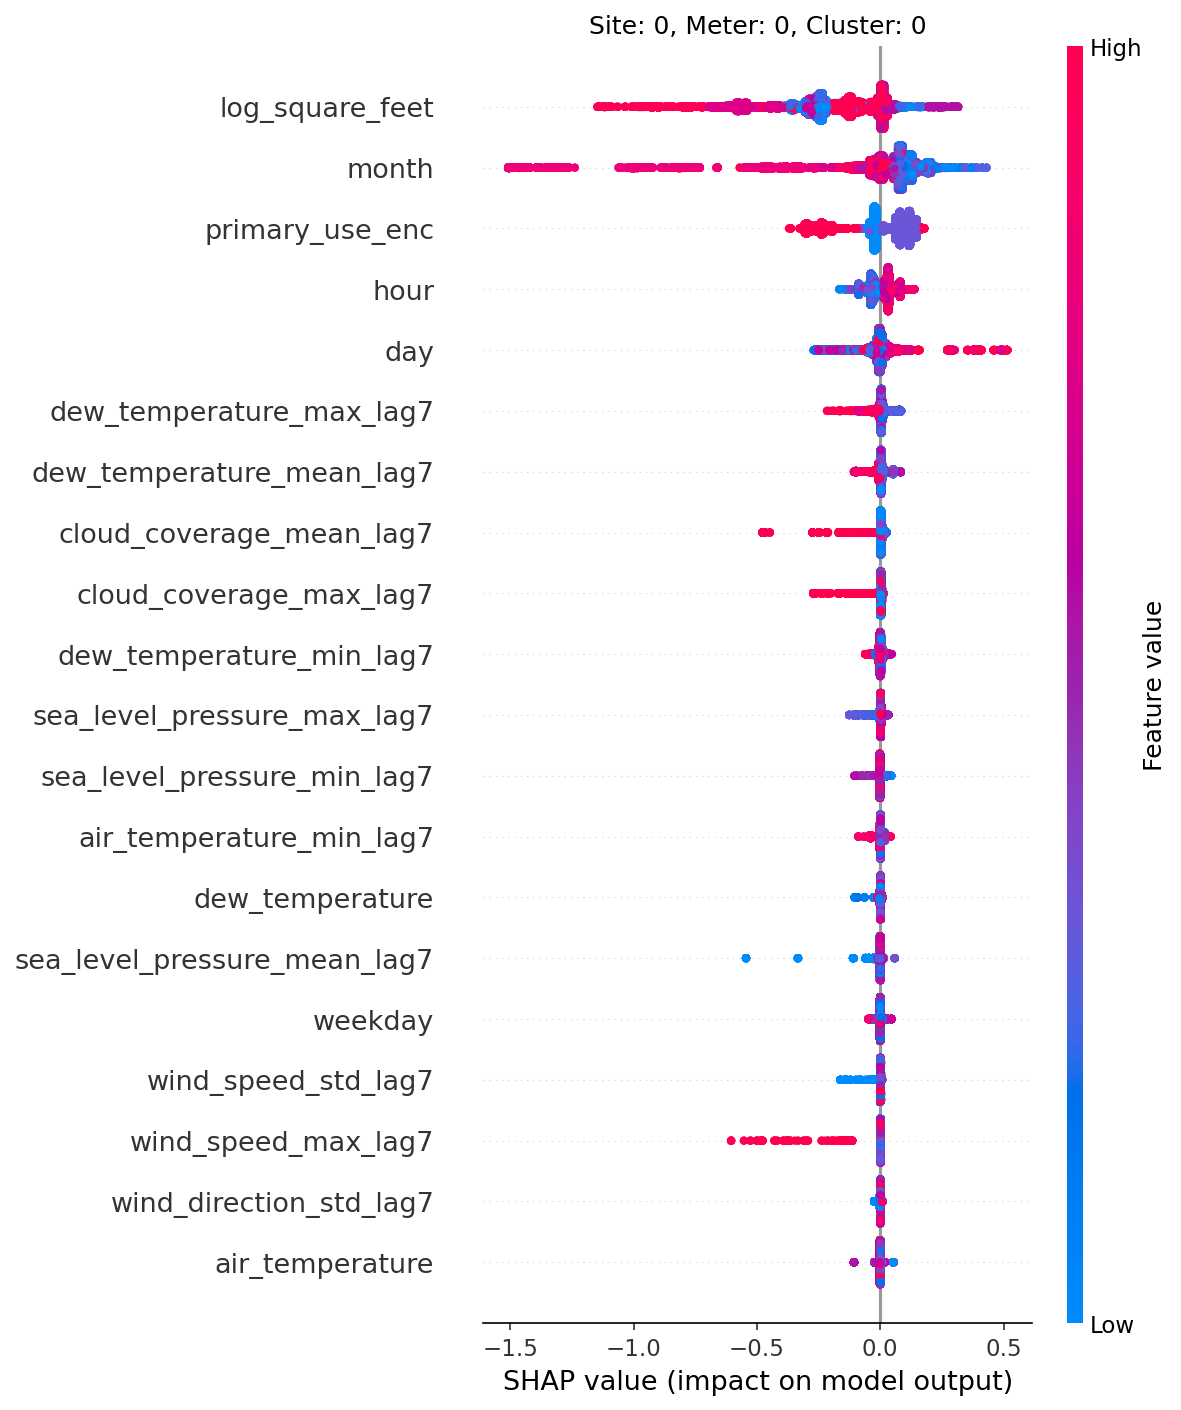 Site: 0, Meter: 0, Cluster: 0
High
log_square_feet
month
primary_use_enc
hour
day
dew_temperature_max_lag7
dew_temperature_mean_lag7
cloud_coverage_mean_lag7
cloud_coverage_max_lag7
dew_temperature_min_lag7
sea_level_pressure_max_lag7
sea_level_pressure_min_lag7
air_temperature_min_lag7
dew_temperature
sea_level_pressure_mean_lag7
weekday
wind_speed_std_lag7
wind_speed_max_lag7
wind_direction_std_lag7
air_temperature
Feature value
Low
−1.5 −1.0 −0.5 0.0 0.5
SHAP value (impact on model output)